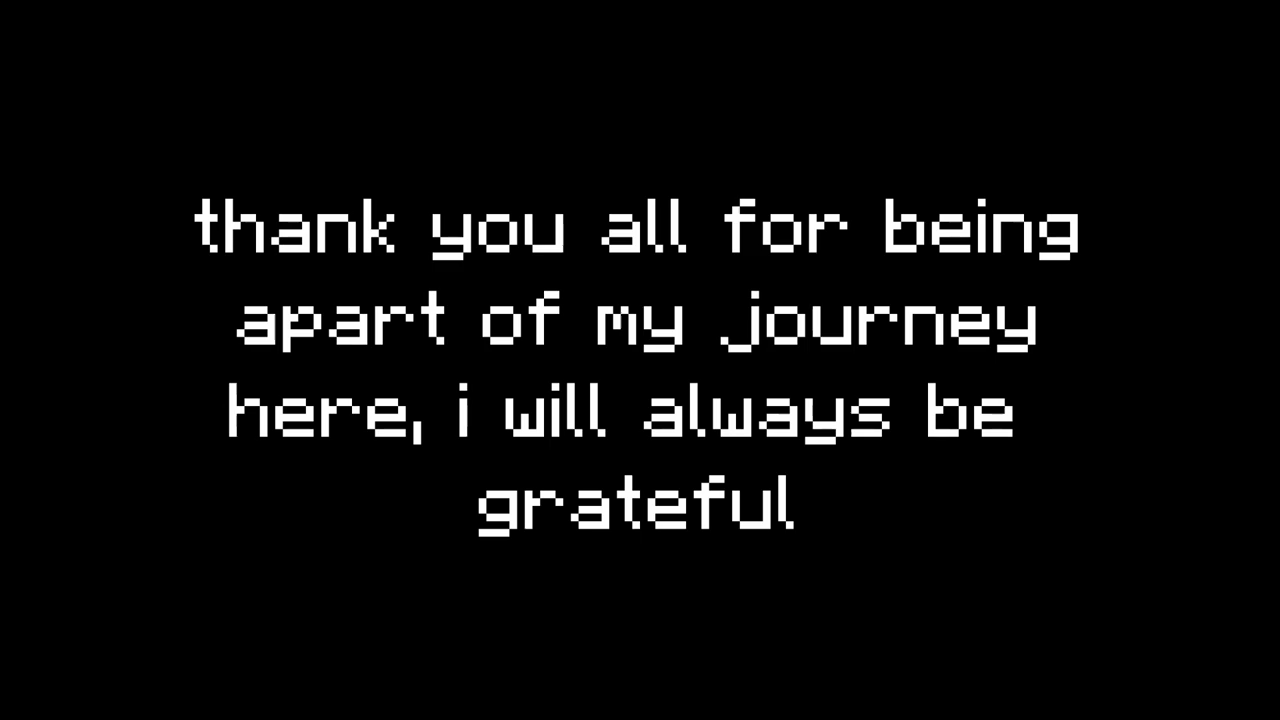 thank you all for being
apart of my journey
here, i will always be
grateful